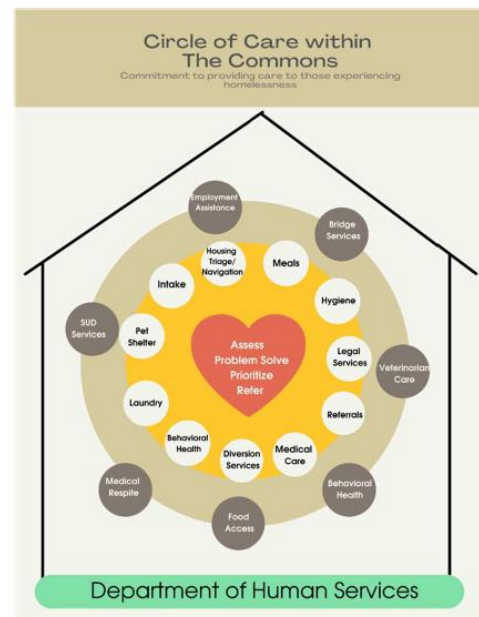 Circle of Care within
The Commons
Commitment to providing care to those experiencing
homelessness
Employment
Assistance
Bridge
Services
Housing
Triage/
Navigation
Meals
Intake
Hygiene
SUD
Services
Pet
Shelter
Assess
Problem Solve
Prioritize
Refer
Legal
Services
Veterinarian
Care
Laundry
Referrals
Behavioral
Health
Diversion
Services
Medical
Care
Medical
Respite
Food
Access
Behavioral
Health
Department of Human Services